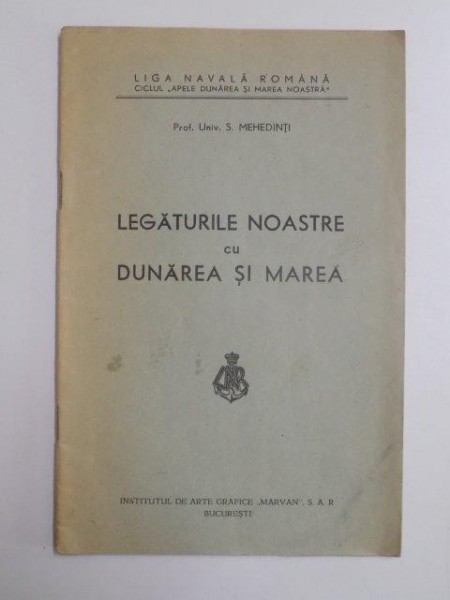 LIGA NAVALĂ ROMÂNĂ
CICLUL „APELE DUNĂREA ȘI MAREA NOASTRĂ"
Prof. Univ. S. MEHEDINȚI
LEGĂTURILE NOASTRE
cu
DUNĂREA ȘI MAREA
LNR
INSTITUTUL DE ARTE GRAFICE „MARVAN", S. A. R
BUCUREȘTI